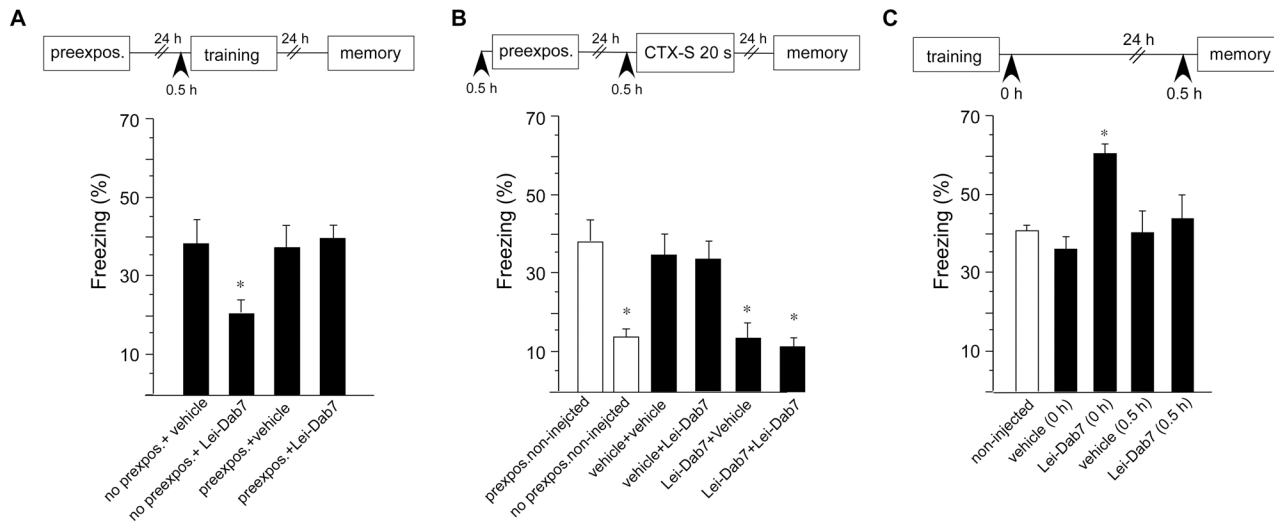 A
24 h
24 h
preexpos.
training
memory
0.5 h
Freezing (%)
70
50
30
10
*
no prexpos.+ vehicle
no preexpos.+ Lei-Dab7
preexpos.+vehicle
preexpos.+Lei-Dab7
B
24 h
24 h
preexpos.
CTX-S 20 s
memory
0.5 h
0.5 h
Freezing (%)
70
50
30
10
*
*
*
prexpos.non-inejcted
no prexpos.non-inejcted
vehicle+vehicle
vehicle+Lei-Dab7
Lei-Dab7+Vehicle
Lei-Dab7+Lei-Dab7
C
24 h
training
memory
0 h
0.5 h
Freezing (%)
70
50
30
10
*
non-injected
vehicle (0 h)
Lei-Dab7 (0 h)
vehicle (0.5 h)
Lei-Dab7 (0.5 h)